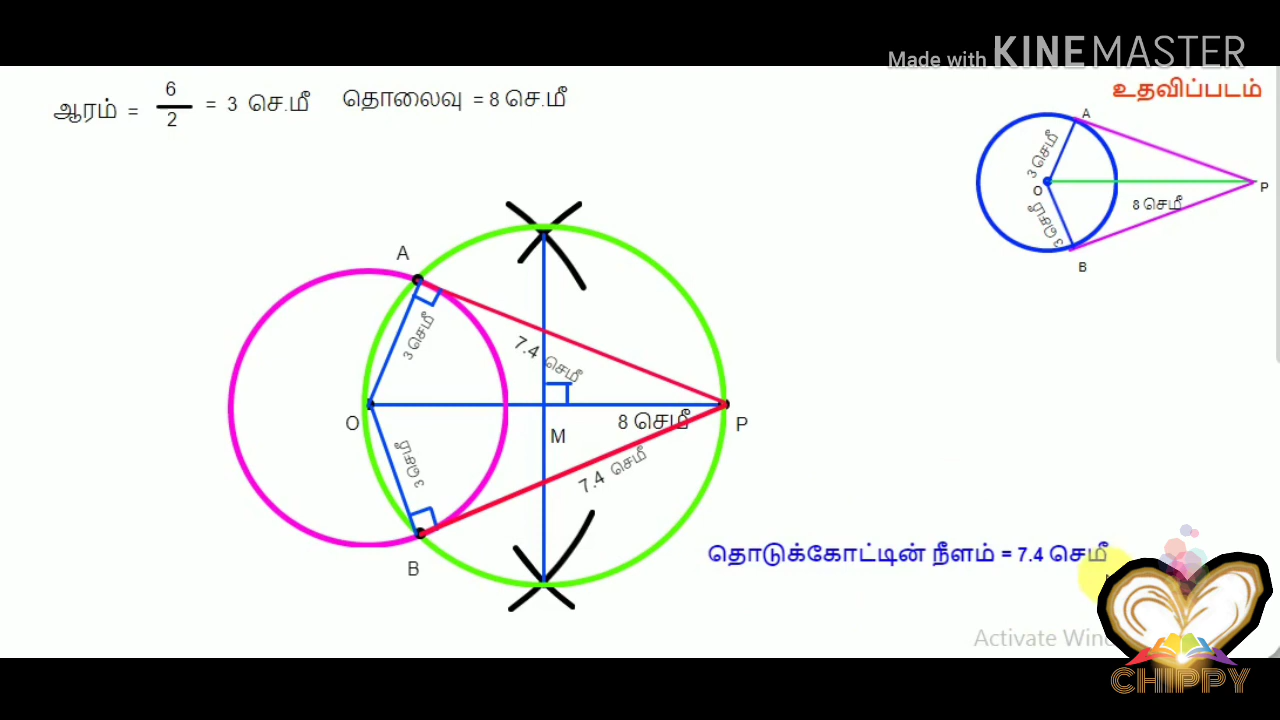 Made with KINEMASTER
உதவிப்படம்
ஆரம் = 6/2 = 3 செ.மீ தொலைவு = 8 செ.மீ
A
3 செமீ
O
3 செமீ
8 செமீ
P
B
A
3 செமீ
7.4 செமீ
O
M
8 செமீ
P
3 செமீ
7.4 செமீ
B
தொடுக்கோட்டின் நீளம் = 7.4 செமீ
Activate
CHIPPY